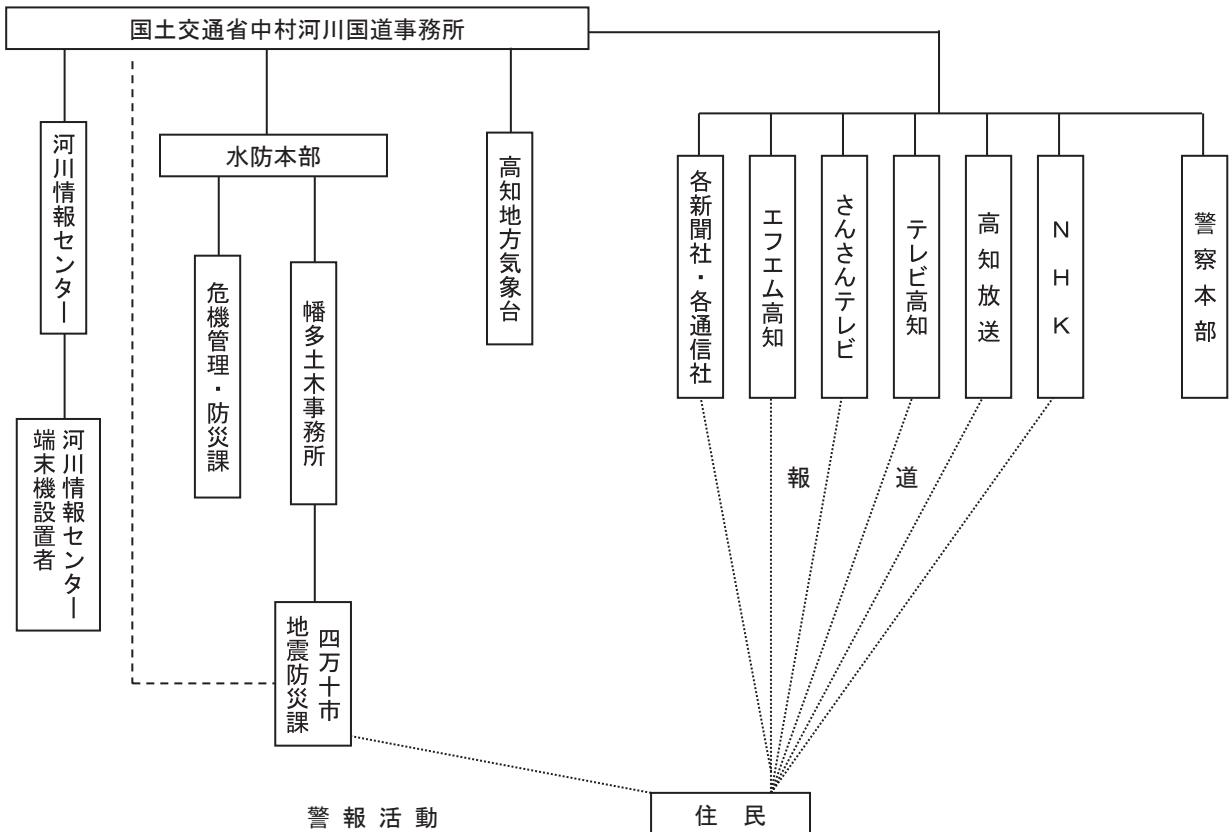 国土交通省中村河川国道事務所
河川情報センター
水防本部
高知地方気象台
各新聞社・各通信社
エフエム高知
さんさんテレビ
テレビ高知
高知放送
ＮＨＫ
警察本部
危機管理・防災課
幡多土木事務所
河川情報センター
端末機設置者
報道
四万十市
地震防災課
警報活動
住民